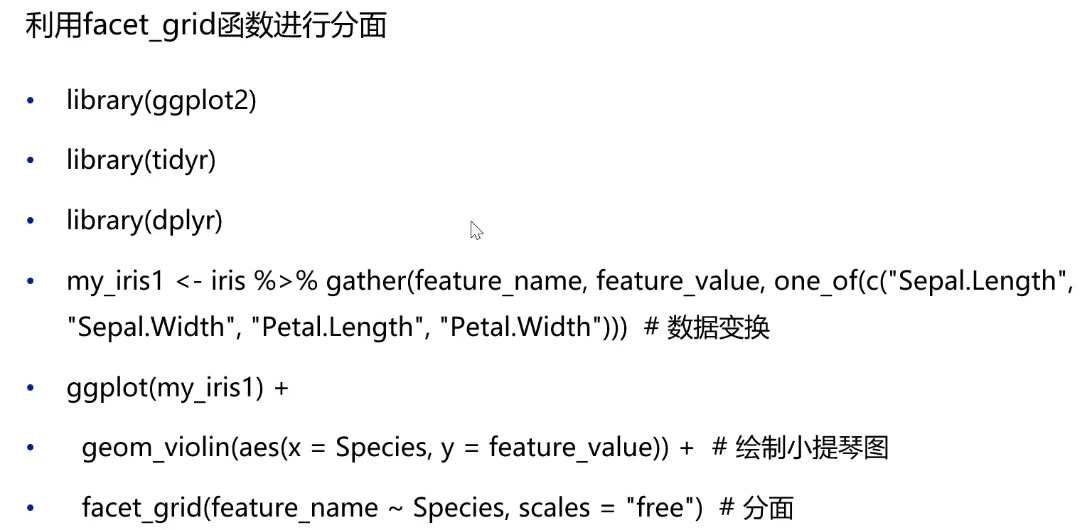 利用facet_grid函数进行分面
• library(ggplot2)
• library(tidyr)
• library(dplyr)
• my_iris1 <- iris %>% gather(feature_name, feature_value, one_of(c("Sepal.Length",
"Sepal.Width", "Petal.Length", "Petal.Width"))) # 数据变换
• ggplot(my_iris1) +
• geom_violin(aes(x = Species, y = feature_value)) + # 绘制小提琴图
• facet_grid(feature_name ~ Species, scales = "free") # 分面